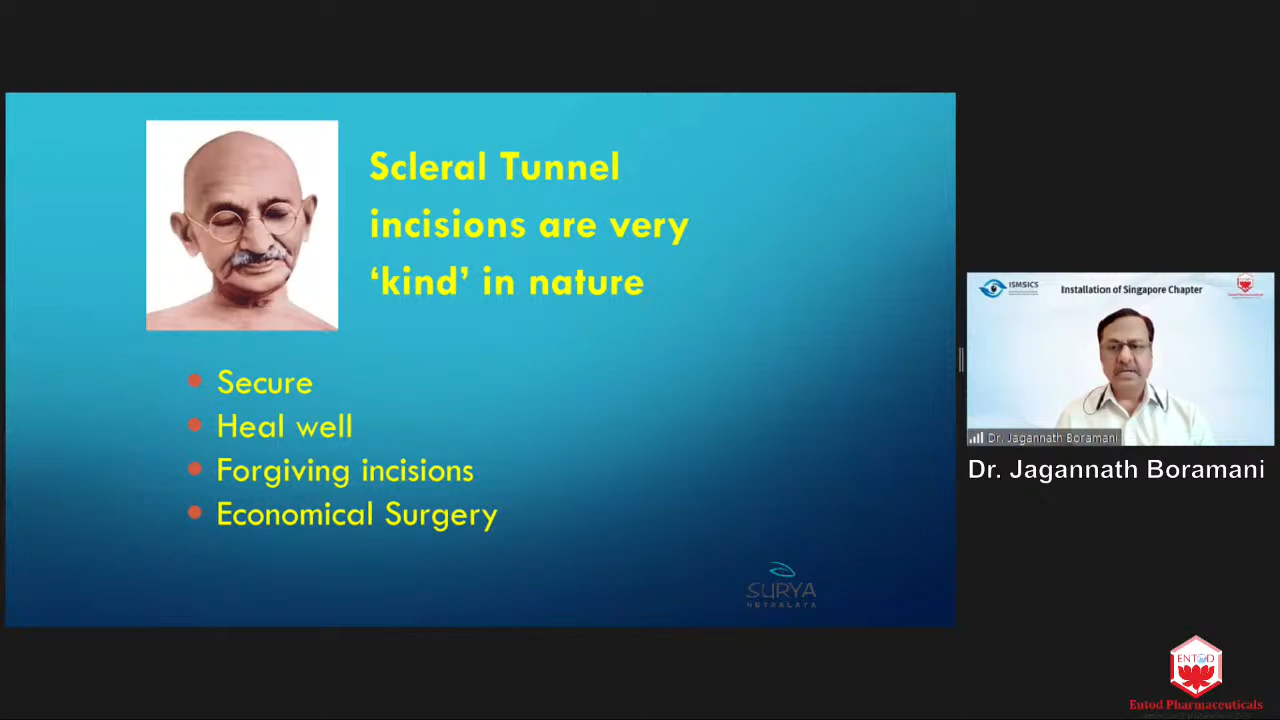 Scleral Tunnel
incisions are very
‘kind’ in nature
Secure
Heal well
Forgiving incisions
Economical Surgery
SURYA
NETRALAYA
ISMSICS
Installation of Singapore Chapter
Dr. Jagannath Boramani
Dr. Jagannath Boramani
ENTOD
Entod Pharmaceuticals